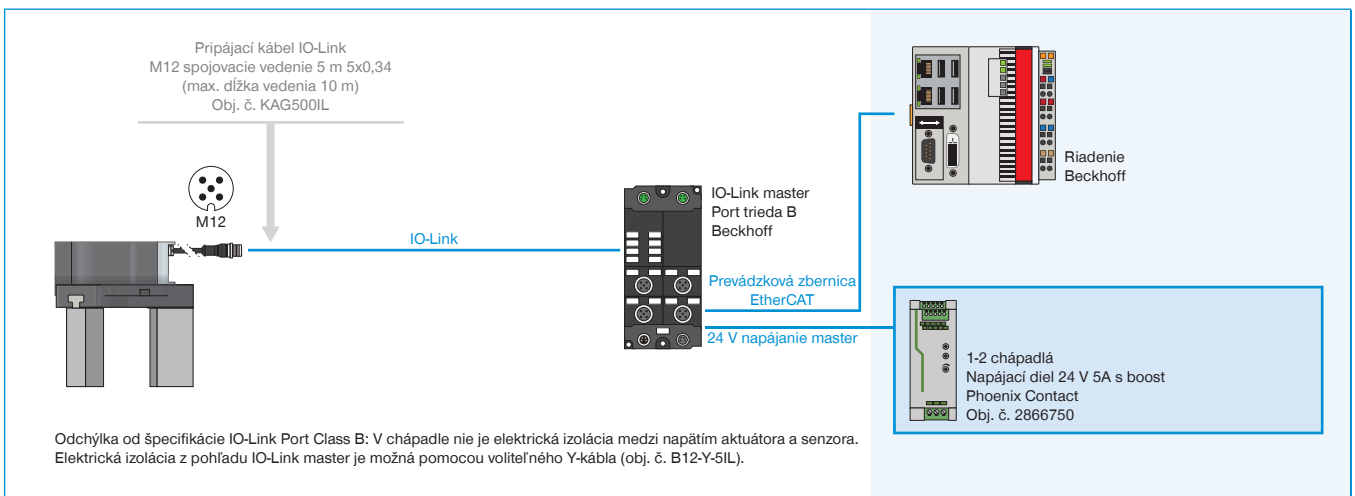 Pripájací kábel IO-Link
M12 spojovacie vedenie 5 m 5x0,34
(max. dĺžka vedenia 10 m)
Obj. č. KAG500IL
M12
IO-Link
IO-Link master
Port trieda B
Beckhoff
Riadenie
Beckhoff
Prevádzková zbernica
EtherCAT
24 V napájanie master
1-2 chápadlá
Napájací diel 24 V 5A s boost
Phoenix Contact
Obj. č. 2866750
Odchýlka od špecifikácie IO-Link Port Class B: V chápadle nie je elektrická izolácia medzi napätím aktuátora a senzora.
Elektrická izolácia z pohľadu IO-Link master je možná pomocou voliteľného Y-kábla (obj. č. B12-Y-5IL).